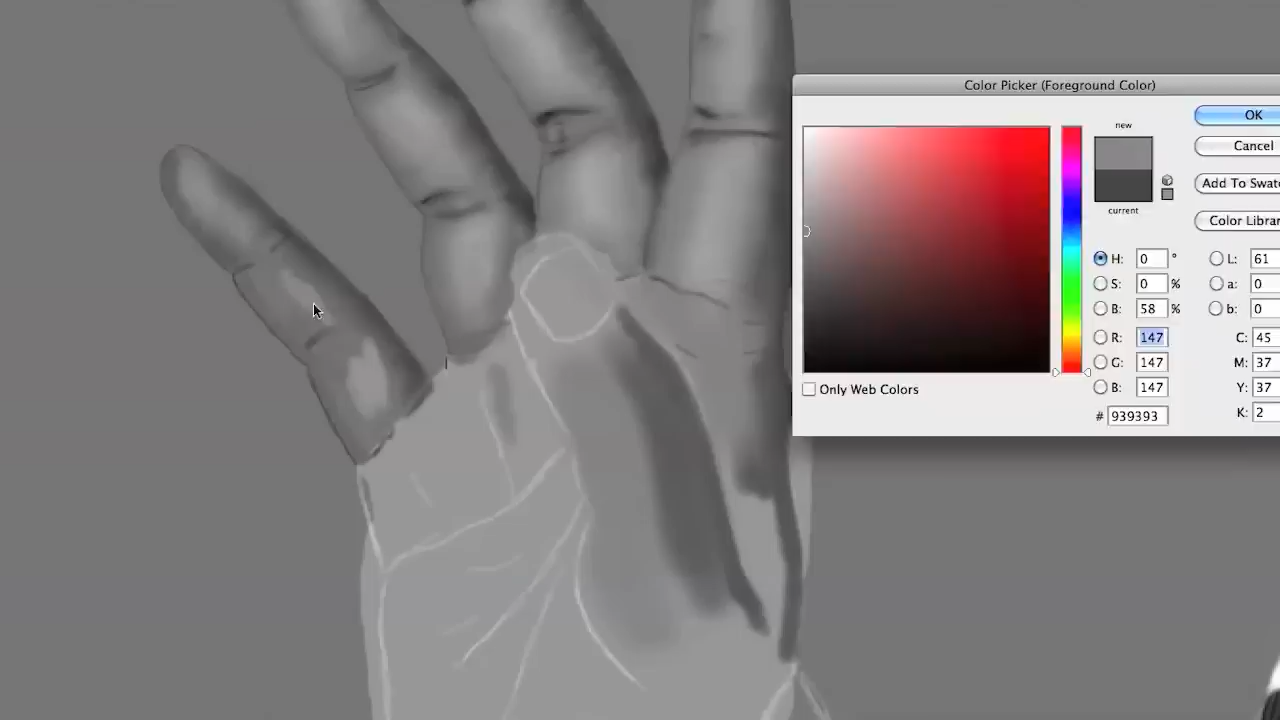 Color Picker (Foreground Color)
new
OK
Cancel
Add To Swat
current
Color Librar
H: 0 °
L: 61
S: 0 %
a: 0
B: 58 %
b: 0
R: 147
C: 45
G: 147
M: 37
B: 147
Y: 37
Only Web Colors
# 939393
K: 2